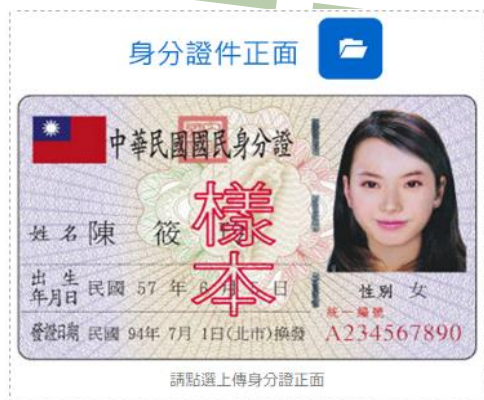 身分證件正面
中華民國國民身分證
樣本
姓名 陳 筱
出生年月日 民國 57 年 6 月 5 日
性別 女
發證日期 民國 94年 7月 1日(北市)換發
統一編號
A234567890
請點選上傳身分證正面